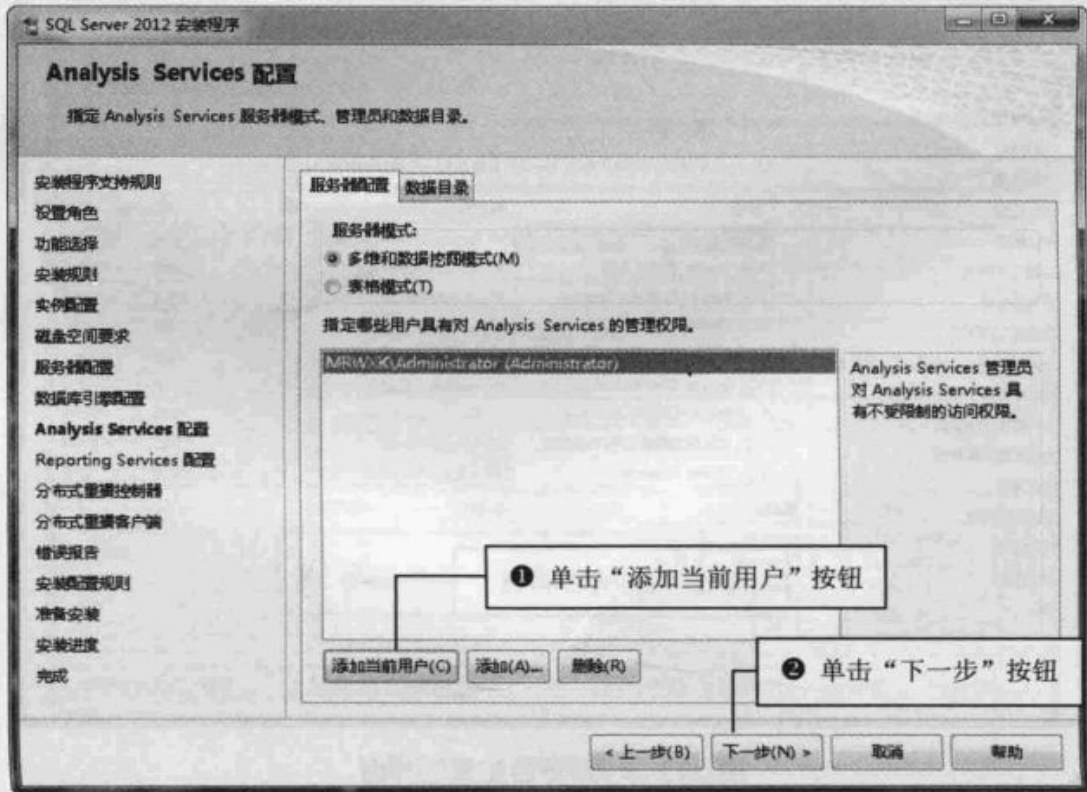 SQL Server 2012 安装程序
Analysis Services 配置
指定 Analysis Services 服务器模式、管理员和数据目录。
安装程序支持规则
设置角色
功能选择
安装规则
实例配置
磁盘空间要求
服务器配置
数据库引擎配置
Analysis Services 配置
Reporting Services 配置
分布式重播控制器
分布式重播客户端
错误报告
安装配置规则
准备安装
安装进度
完成
服务器配置 数据目录
服务器模式:
多维和数据挖掘模式(M)
表格模式(T)
指定哪些用户具有对 Analysis Services 的管理权限。
MRWXK\Administrator (Administrator)
Analysis Services 管理员
对 Analysis Services 具
有不受限制的访问权限。
❶ 单击“添加当前用户”按钮
添加当前用户(C) 添加(A)... 删除(R)
❷ 单击“下一步”按钮
< 上一步(B) 下一步(N) > 取消 帮助